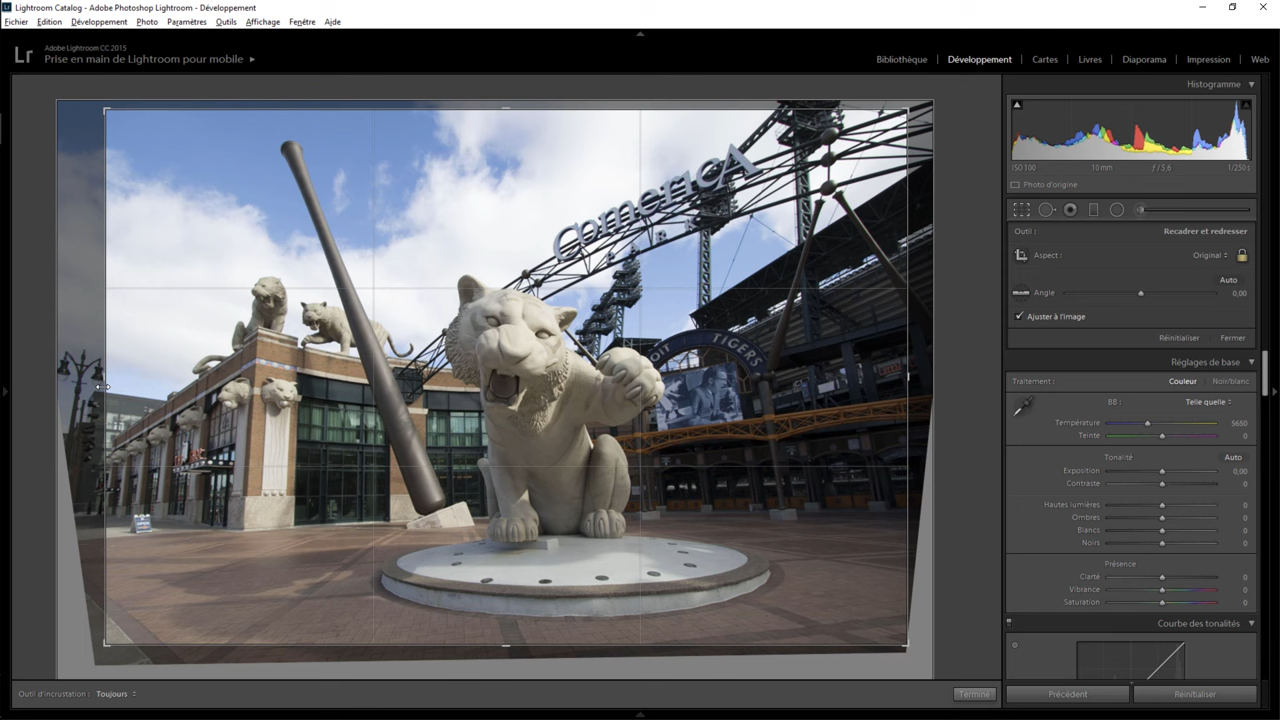 Lightroom Catalog - Adobe Photoshop Lightroom - Développement
Fichier Edition Développement Photo Paramètres Outils Affichage Fenêtre Aide
Lr
Adobe Lightroom CC 2015
Prise en main de Lightroom pour mobile
Bibliothèque | Développement | Cartes | Livres | Diaporama | Impression | Web
Histogramme
ISO 100 10 mm ƒ / 5,6 1/250 s
Photo d'origine
Outil : Recadrer et redresser
Aspect : Original
Auto
Angle 0,00
Ajuster à l'image
Réinitialiser Fermer
Réglages de base
Traitement : Couleur | Noir/blanc
BB : Telle quelle
Température 5650
Teinte 0
Tonalité Auto
Exposition 0,00
Contraste 0
Hautes lumières 0
Ombres 0
Blancs 0
Noirs 0
Présence
Clarté 0
Vibrance 0
Saturation 0
Courbe des tonalités
comericA
PARK
OIT TIGERS
Outil d'incrustation : Toujours
Terminé
Précédent Réinitialiser